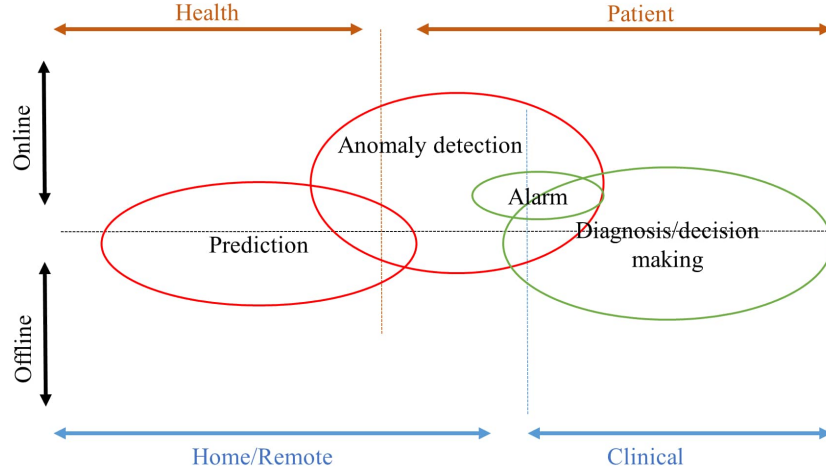 Health
Patient
Online
Anomaly detection
Alarm
Prediction
Diagnosis/decision
making
Offline
Home/Remote
Clinical